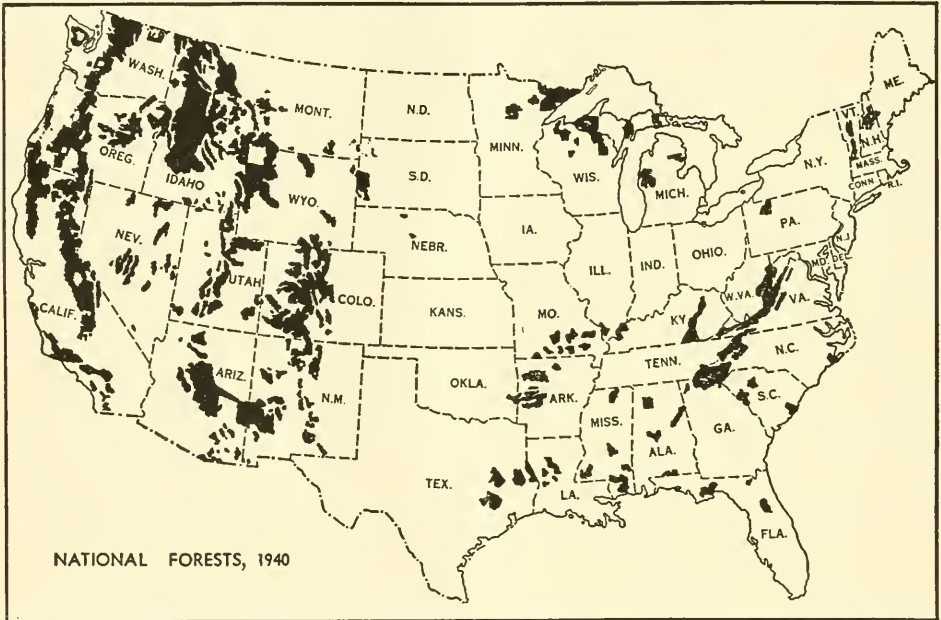 WASH.
MONT.
N.D.
MINN.
ME.
VT.
N.H.
OREG.
IDAHO
S.D.
WIS.
N.Y.
MASS.
CONN.
R.I.
WYO.
MICH.
NEV.
NEBR.
IA.
PA.
N.J.
UTAH
ILL.
IND.
OHIO.
MD.
DEL.
CALIF.
COLO.
KANS.
MO.
W.VA.
VA.
KY
ARIZ.
N.M.
OKLA.
ARK.
TENN.
N.C.
S.C.
MISS.
ALA.
GA.
TEX.
LA.
FLA.
NATIONAL FORESTS, 1940